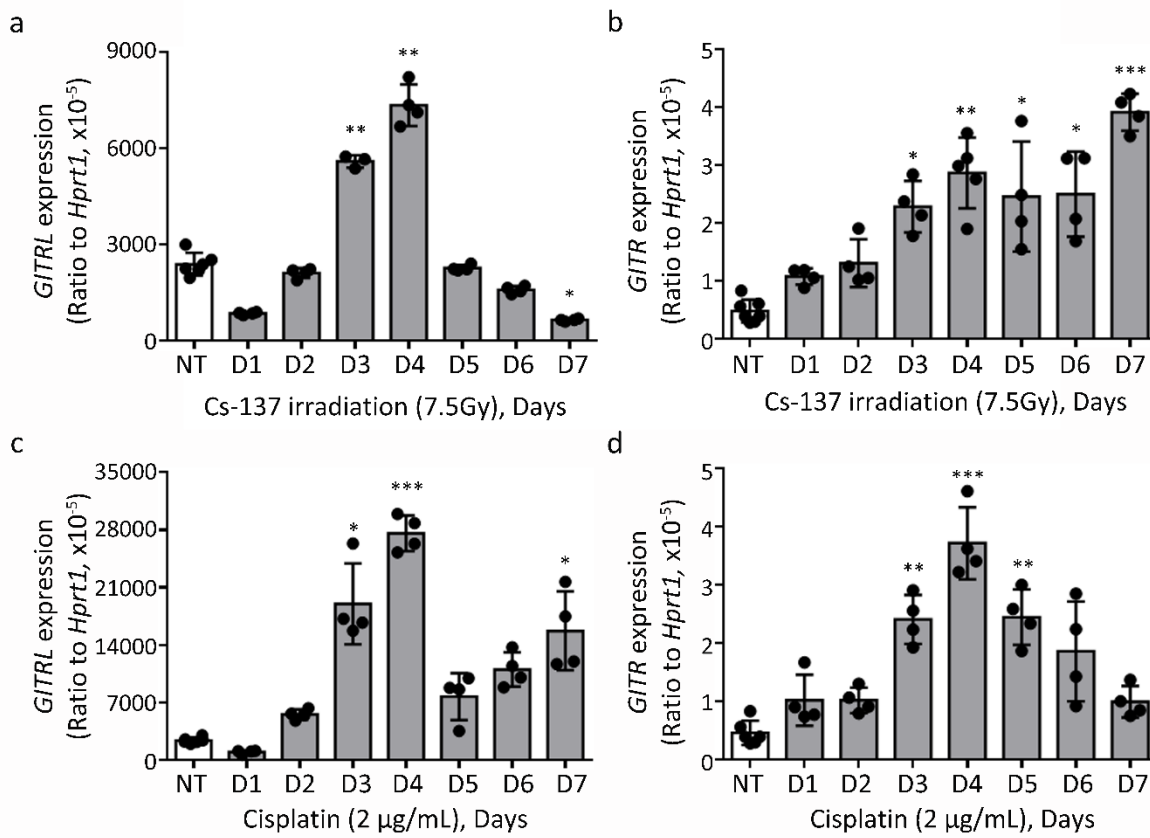 a
GITRL expression
(Ratio to Hprt1, x10⁻⁵)
9000
6000
3000
0
**
**
*
NT D1 D2 D3 D4 D5 D6 D7
Cs-137 irradiation (7.5Gy), Days
b
GITR expression
(Ratio to Hprt1, x10⁻⁵)
5
4
3
2
1
0
*
**
*
*
***
NT D1 D2 D3 D4 D5 D6 D7
Cs-137 irradiation (7.5Gy), Days
c
GITRL expression
(Ratio to Hprt1, x10⁻⁵)
35000
28000
21000
14000
7000
0
*
***
*
NT D1 D2 D3 D4 D5 D6 D7
Cisplatin (2 µg/mL), Days
d
GITR expression
(Ratio to Hprt1, x10⁻⁵)
5
4
3
2
1
0
**
***
**
NT D1 D2 D3 D4 D5 D6 D7
Cisplatin (2 µg/mL), Days